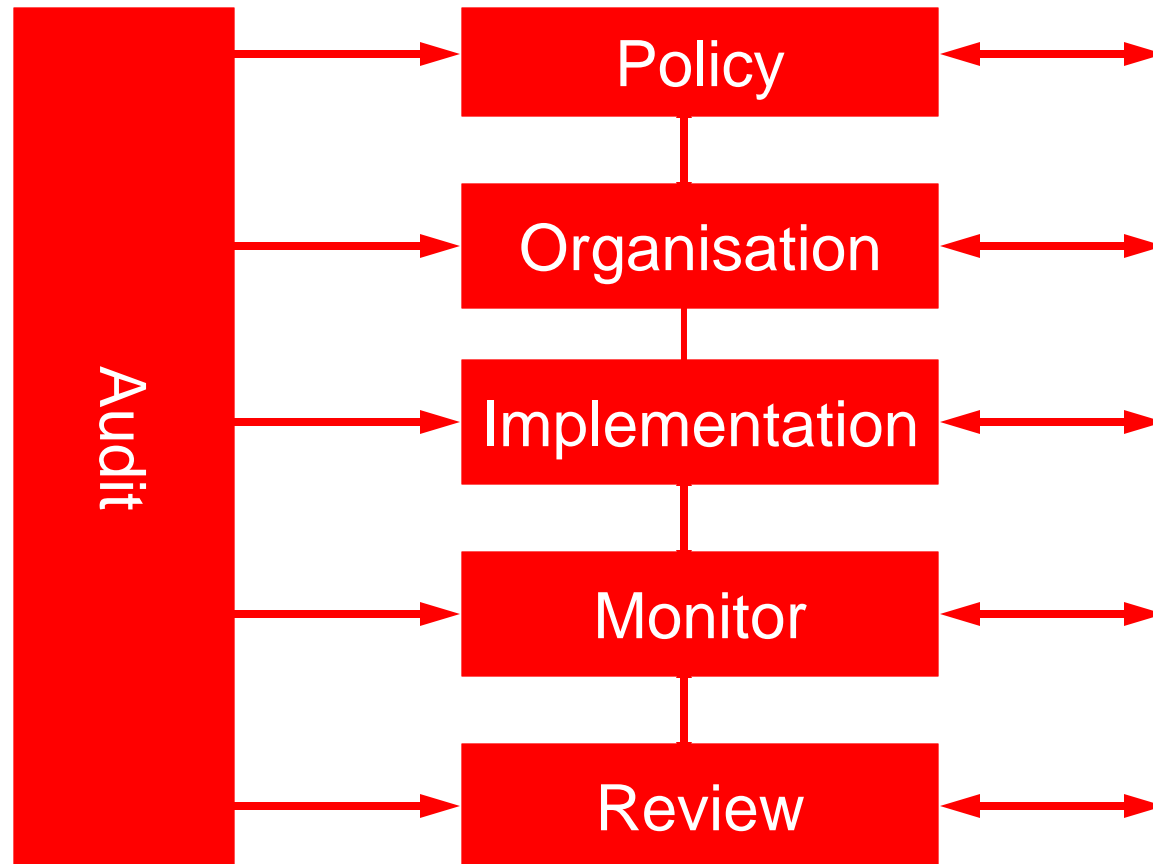 Policy
Organisation
Implementation
Monitor
Review
Audit